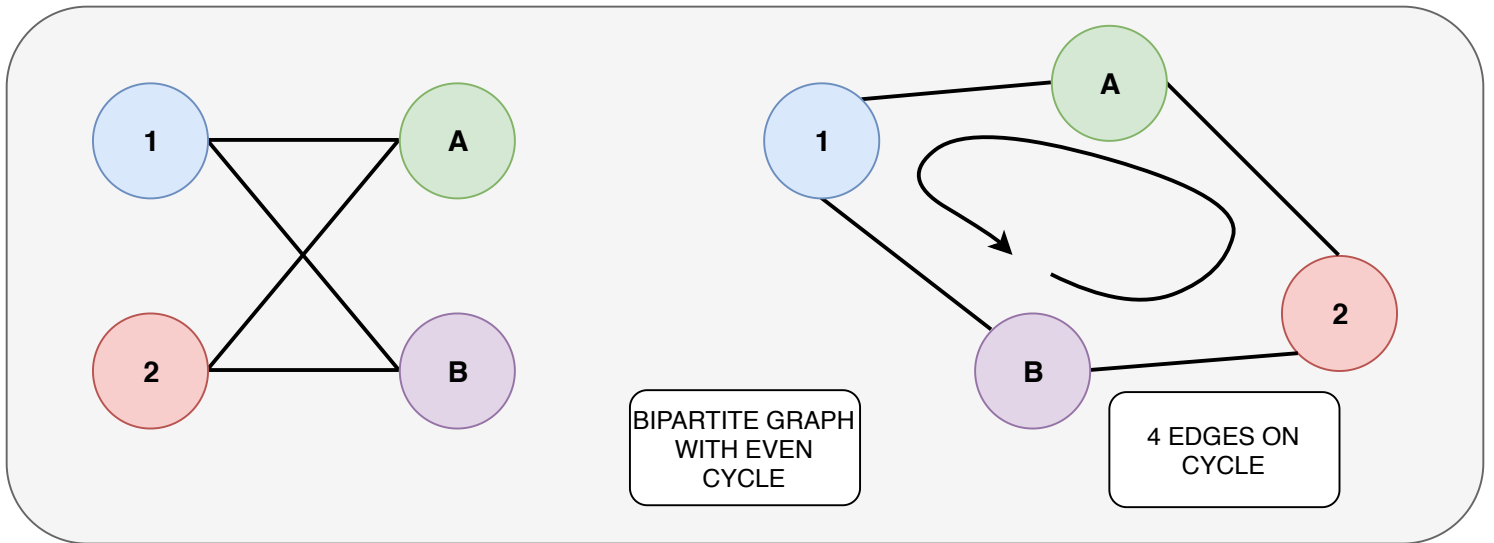 1
A
2
B
1
A
2
B
BIPARTITE GRAPH
WITH EVEN
CYCLE
4 EDGES ON
CYCLE